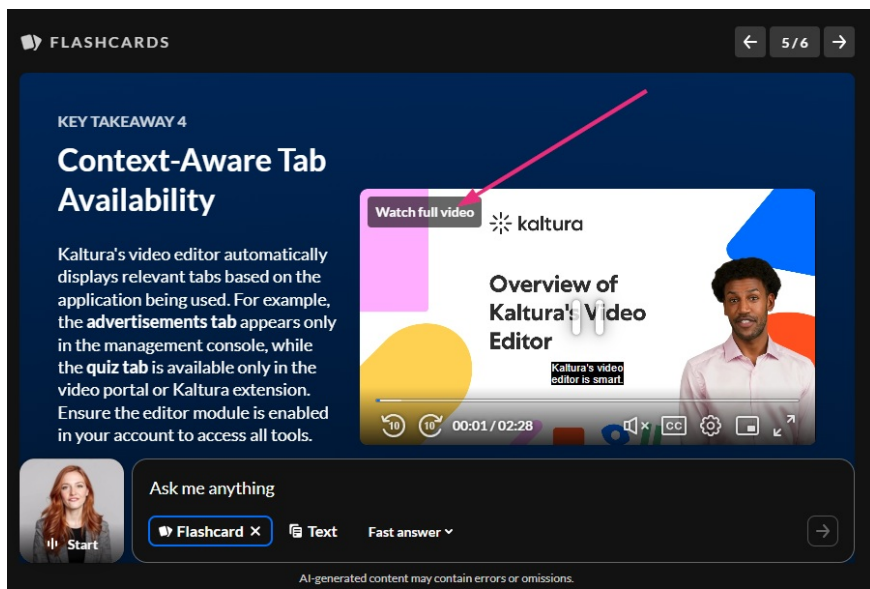 FLASHCARDS
5/6
KEY TAKEAWAY 4
Context-Aware Tab
Availability
Kaltura's video editor automatically
displays relevant tabs based on the
application being used. For example,
the advertisements tab appears only
in the management console, while
the quiz tab is available only in the
video portal or Kaltura extension.
Ensure the editor module is enabled
in your account to access all tools.
Watch full video
kaltura
Overview of
Kaltura's Video
Editor
Kaltura's video
editor is smart.
10
10
00:01 / 02:28
CC
Start
Ask me anything
Flashcard
Text
Fast answer
AI-generated content may contain errors or omissions.